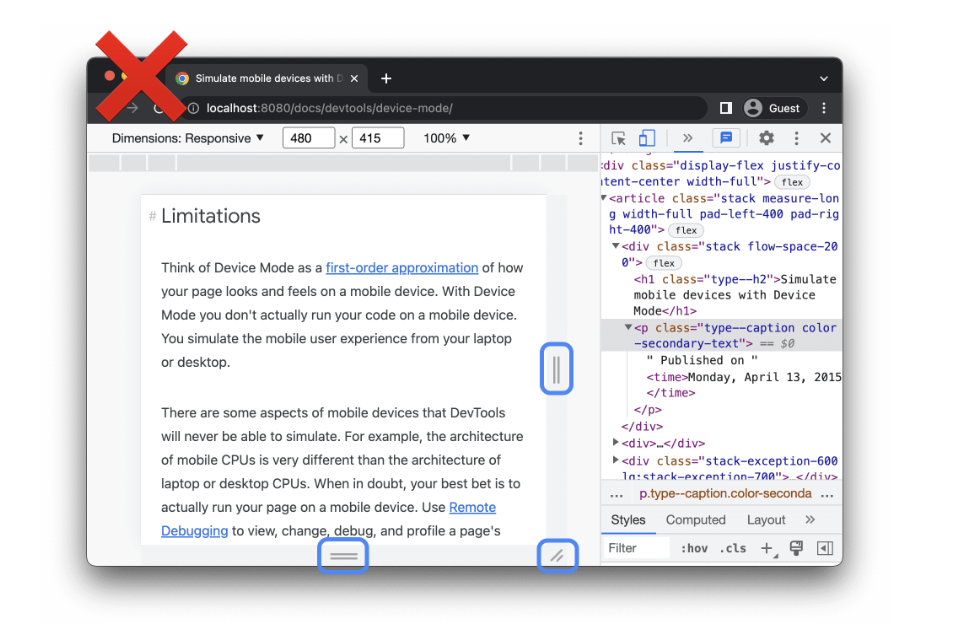 Simulate mobile devices with D
localhost:8080/docs/devtools/device-mode/
Guest
Dimensions: Responsive ▼ 480 × 415 100% ▼
# Limitations
Think of Device Mode as a first-order approximation of how
your page looks and feels on a mobile device. With Device
Mode you don't actually run your code on a mobile device.
You simulate the mobile user experience from your laptop
or desktop.
There are some aspects of mobile devices that DevTools
will never be able to simulate. For example, the architecture
of mobile CPUs is very different than the architecture of
laptop or desktop CPUs. When in doubt, your best bet is to
actually run your page on a mobile device. Use Remote
Debugging to view, change, debug, and profile a page's
div class="display-flex justify-co
ntent-center width-full"> flex
▼<article class="stack measure-lon
g width-full pad-left-400 pad-rig
ht-400"> flex
▼<div class="stack flow-space-20
0"> flex
<h1 class="type--h2">Simulate
mobile devices with Device
Mode</h1>
▼<p class="type--caption color
-secondary-text"> == $0
" Published on "
<time>Monday, April 13, 2015
</time>
</p>
</div>
▶<div>…</div>
▶<div class="stack-exception-600
lg:stack-exception-700"> </div>
... p.type--caption.color-seconda ...
Styles Computed Layout »
Filter :hov .cls +